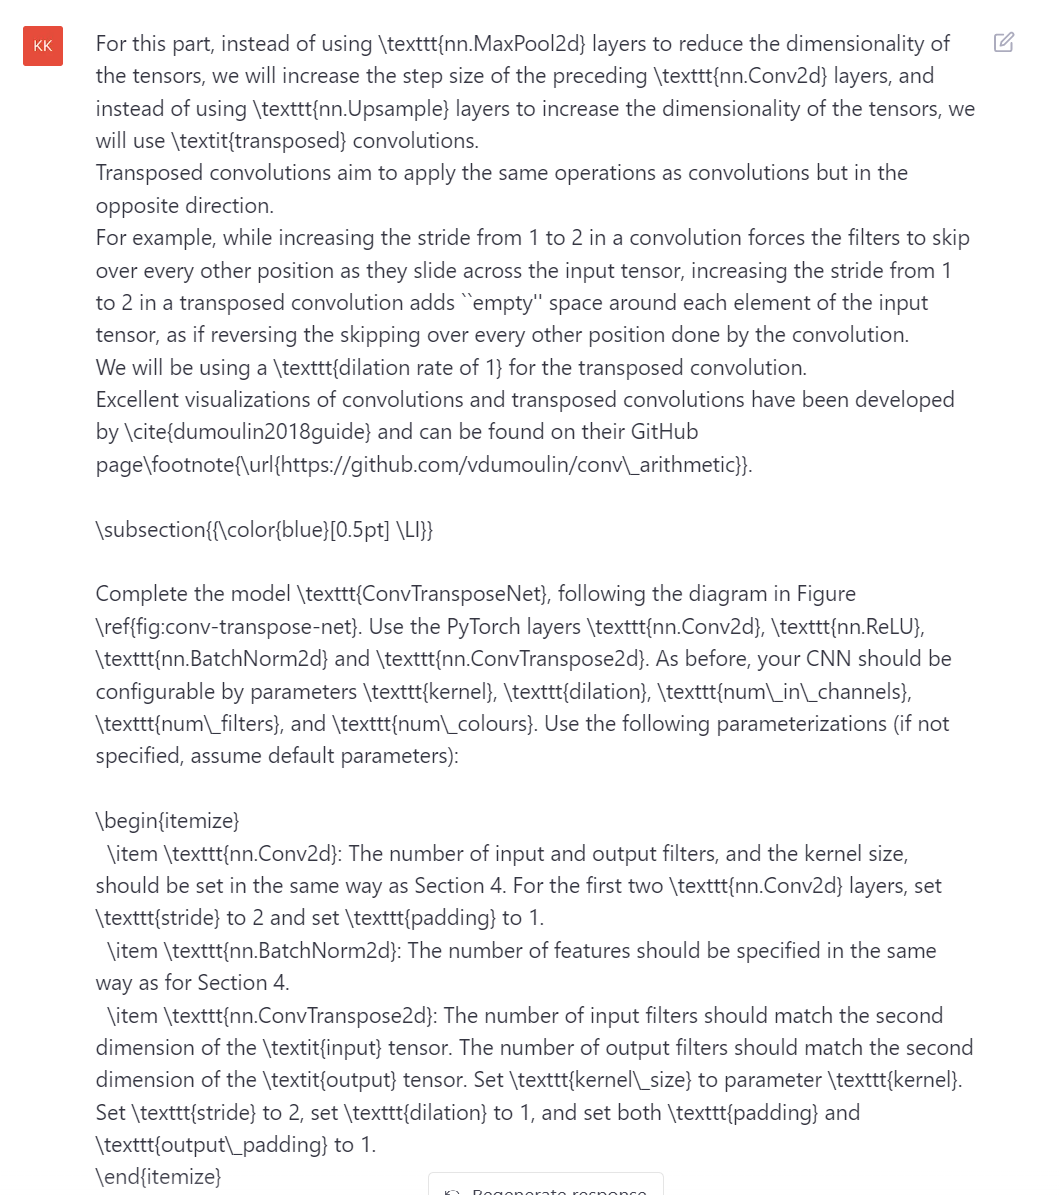 KK
For this part, instead of using \texttt{nn.MaxPool2d} layers to reduce the dimensionality of
the tensors, we will increase the step size of the preceding \texttt{nn.Conv2d} layers, and
instead of using \texttt{nn.Upsample} layers to increase the dimensionality of the tensors, we
will use \textit{transposed} convolutions.
Transposed convolutions aim to apply the same operations as convolutions but in the
opposite direction.
For example, while increasing the stride from 1 to 2 in a convolution forces the filters to skip
over every other position as they slide across the input tensor, increasing the stride from 1
to 2 in a transposed convolution adds ``empty'' space around each element of the input
tensor, as if reversing the skipping over every other position done by the convolution.
We will be using a \texttt{dilation rate of 1} for the transposed convolution.
Excellent visualizations of convolutions and transposed convolutions have been developed
by \cite{dumoulin2018guide} and can be found on their GitHub
page\footnote{\url{https://github.com/vdumoulin/conv\_arithmetic}}.
\subsection{{\color{blue}[0.5pt] \LI}}
Complete the model \texttt{ConvTransposeNet}, following the diagram in Figure
\ref{fig:conv-transpose-net}. Use the PyTorch layers \texttt{nn.Conv2d}, \texttt{nn.ReLU},
\texttt{nn.BatchNorm2d} and \texttt{nn.ConvTranspose2d}. As before, your CNN should be
configurable by parameters \texttt{kernel}, \texttt{dilation}, \texttt{num\_in\_channels},
\texttt{num\_filters}, and \texttt{num\_colours}. Use the following parameterizations (if not
specified, assume default parameters):
\begin{itemize}
\item \texttt{nn.Conv2d}: The number of input and output filters, and the kernel size,
should be set in the same way as Section 4. For the first two \texttt{nn.Conv2d} layers, set
\texttt{stride} to 2 and set \texttt{padding} to 1.
\item \texttt{nn.BatchNorm2d}: The number of features should be specified in the same
way as for Section 4.
\item \texttt{nn.ConvTranspose2d}: The number of input filters should match the second
dimension of the \textit{input} tensor. The number of output filters should match the second
dimension of the \textit{output} tensor. Set \texttt{kernel\_size} to parameter \texttt{kernel}.
Set \texttt{stride} to 2, set \texttt{dilation} to 1, and set both \texttt{padding} and
\texttt{output\_padding} to 1.
\end{itemize}
Regenerate response